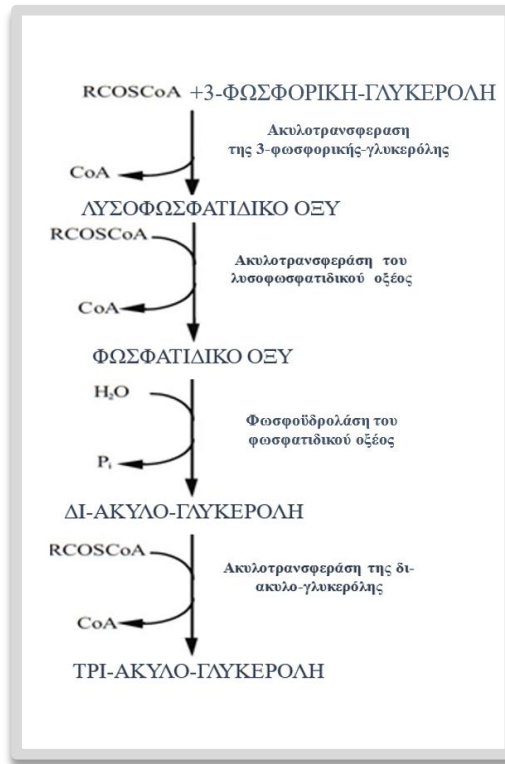 RCOSCoA +3-ΦΩΣΦΟΡΙΚΗ-ΓΛΥΚΕΡΟΛΗ
Ακυλοτρανσφεραση
της 3-φωσφορικής-γλυκερόλης
CoA
ΛΥΣΟΦΩΣΦΑΤΙΔΙΚΟ ΟΞΥ
RCOSCoA
Ακυλοτρανσφεράση του
λυσοφωσφατιδικού οξέος
CoA
ΦΩΣΦΑΤΙΔΙΚΟ ΟΞΥ
H₂O
Φωσφοϋδρολάση του
φωσφατιδικού οξέος
Pᵢ
ΔΙ-ΑΚΥΛΟ-ΓΛΥΚΕΡΟΛΗ
RCOSCoA
Ακυλοτρανσφεράση της δι-
ακυλο-γλυκερόλης
CoA
ΤΡΙ-ΑΚΥΛΟ-ΓΛΥΚΕΡΟΛΗ